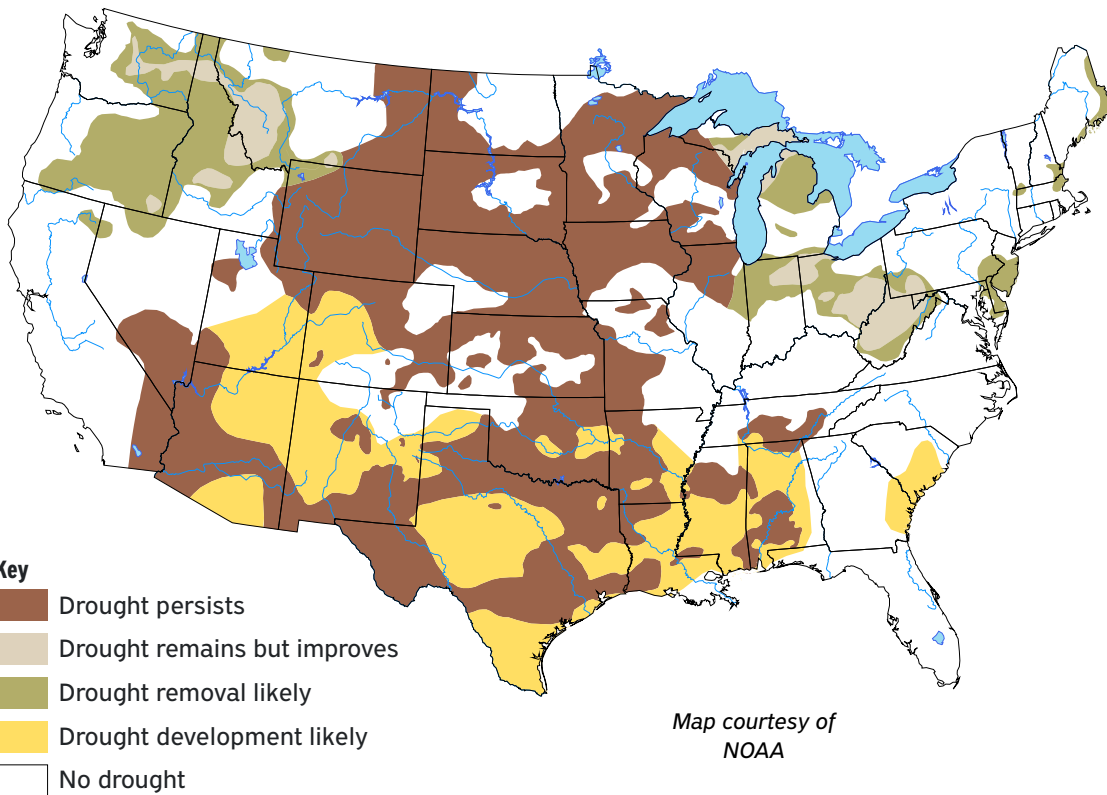 Key
Drought persists
Drought remains but improves
Drought removal likely
Drought development likely
No drought
Map courtesy of
NOAA